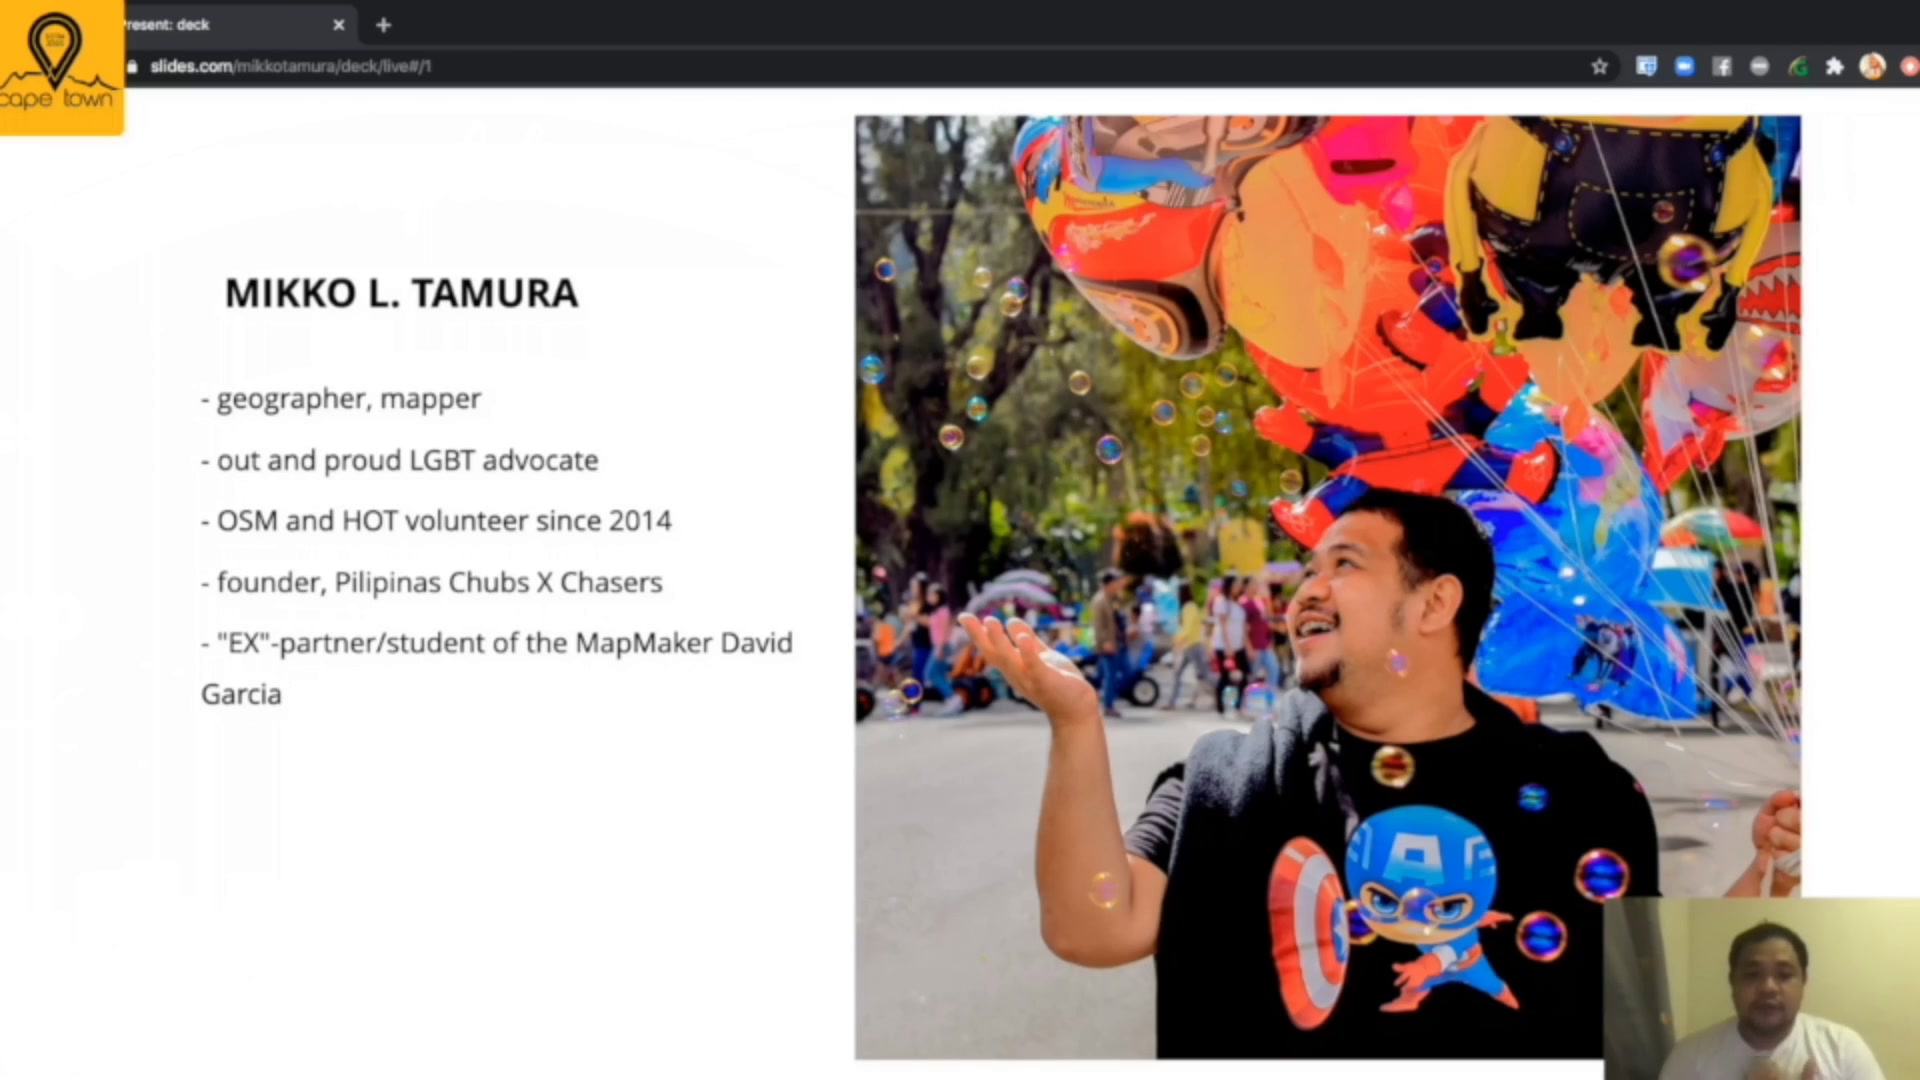 Present: deck
slides.com/mikkotamura/deck/live#/1
cape town
MIKKO L. TAMURA
- geographer, mapper
- out and proud LGBT advocate
- OSM and HOT volunteer since 2014
- founder, Pilipinas Chubs X Chasers
- "EX"-partner/student of the MapMaker David
Garcia
A